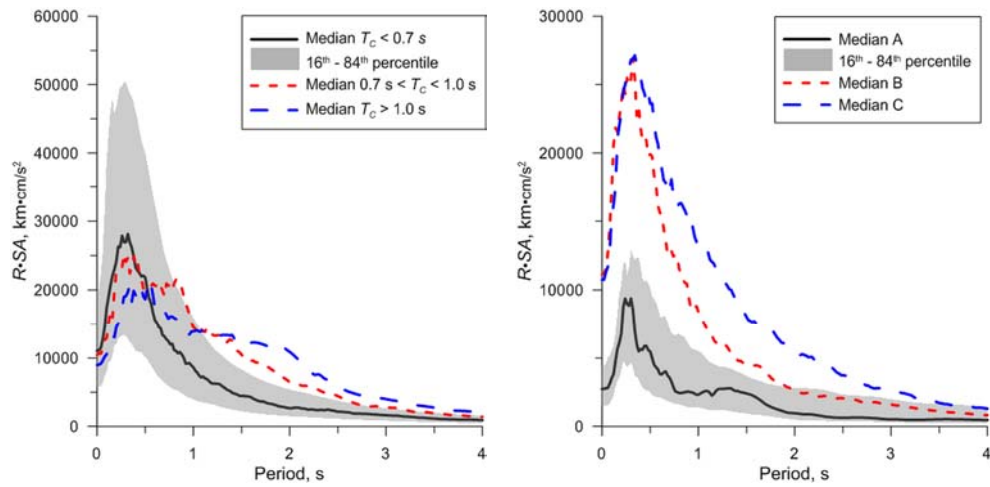 60000
50000
40000
30000
20000
10000
0
R•SA, km•cm/s²
0 1 2 3 4
Period, s
Median T_C < 0.7 s
16th - 84th percentile
Median 0.7 s < T_C < 1.0 s
Median T_C > 1.0 s
30000
20000
10000
0
R•SA, km•cm/s²
0 1 2 3 4
Period, s
Median A
16th - 84th percentile
Median B
Median C